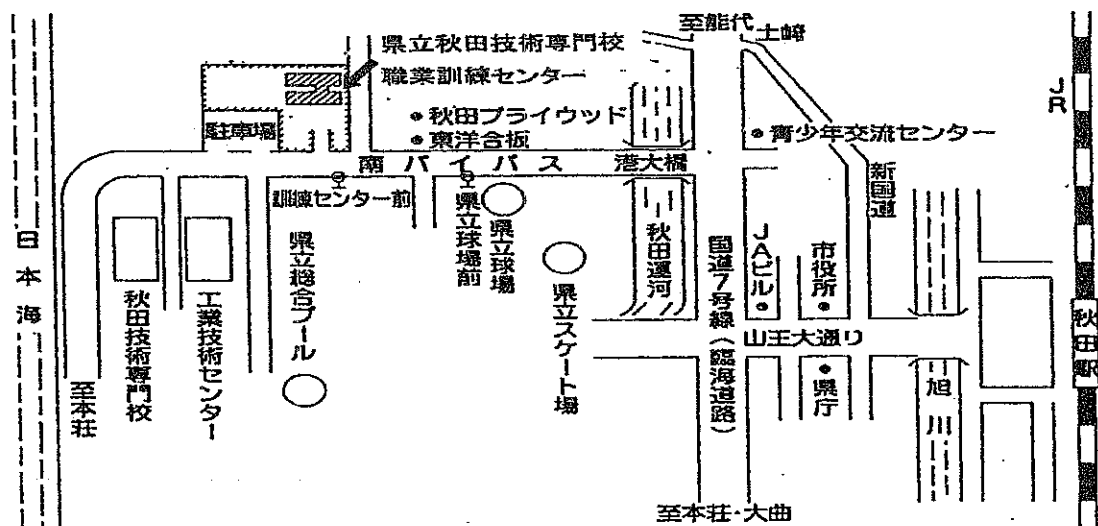 至能代
土崎
県立秋田技術専門校
職業訓練センター
JR
秋田プライウッド
東洋合板
青少年交流センター
駐車場
南バイパス
港大橋
新国道
訓練センター前
県立球場前
県立球場
秋田運河
国道7号線(臨海道路)
JAビル
市役所
日本海
秋田技術専門校
工業技術センター
県立総合プール
県立スケート場
山王大通り
秋田駅
県庁
旭川
至本荘
至本荘・大曲